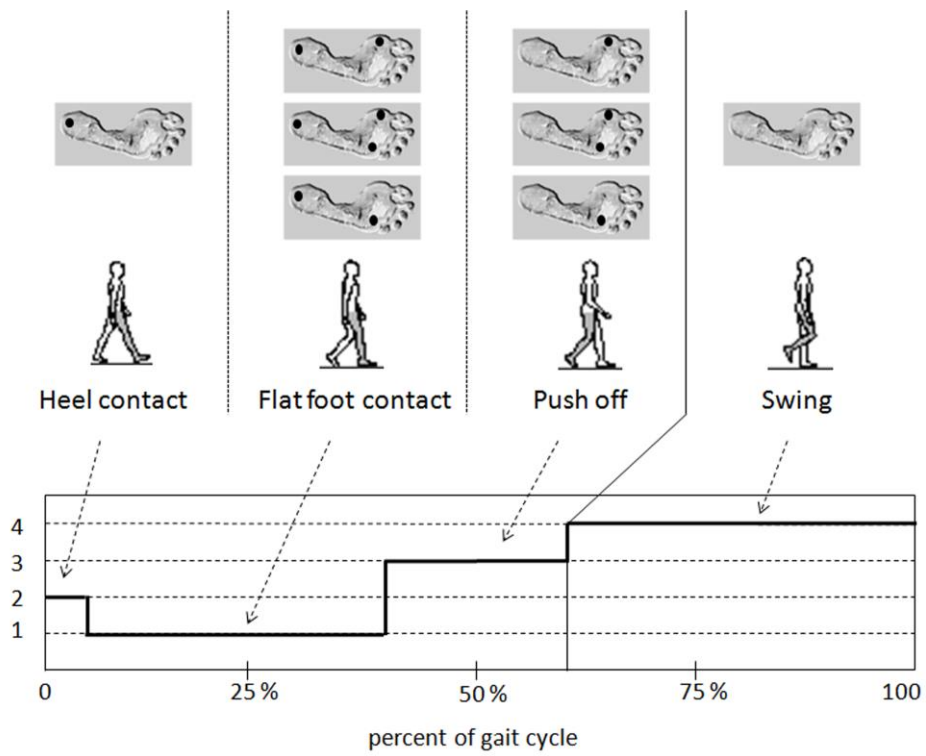 Heel contact
Flat foot contact
Push off
Swing
4
3
2
1
0
25 %
50 %
75 %
100
percent of gait cycle